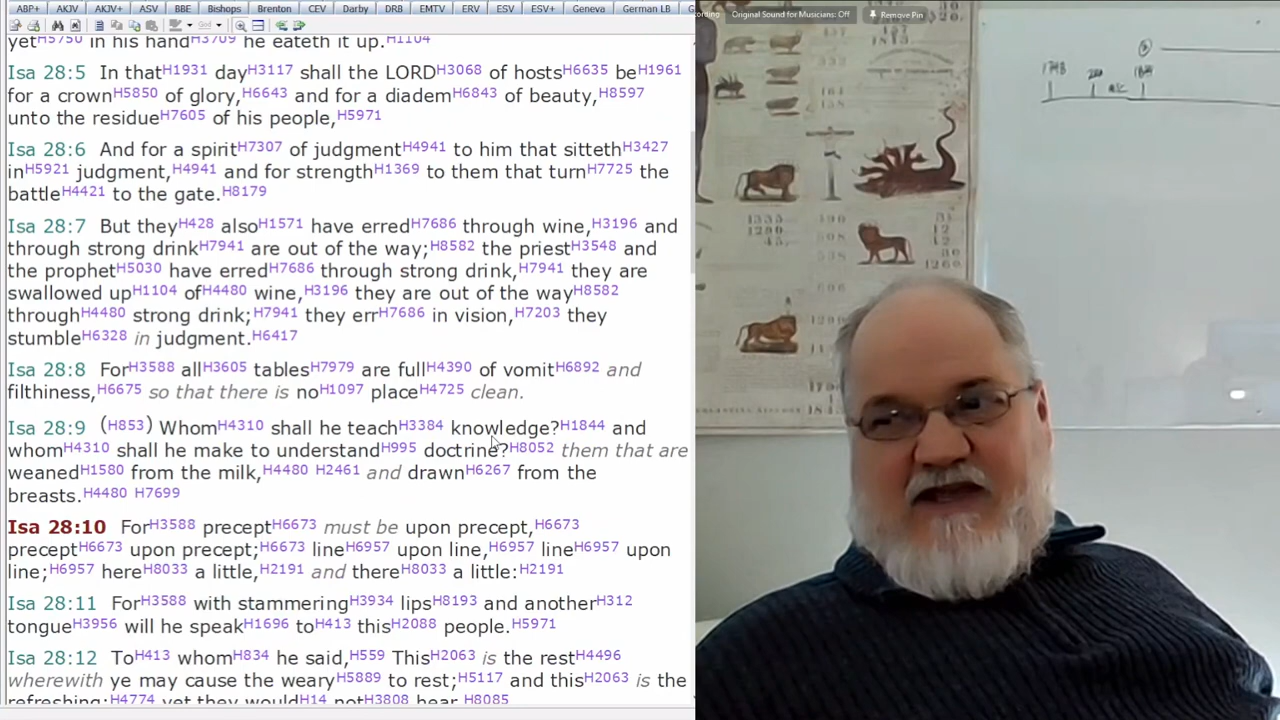 ABP+ AKJV AKJV+ ASV BBE Bishops Brenton CEV Darby DRB EMTV ERV ESV ESV+ Geneva German LB G
cording Original Sound for Musicians: Off Remove Pin
yetH5750 in his handH3709 he eateth it up.H1104
Isa 28:5 In thatH1931 dayH3117 shall the LORDH3068 of hostsH6635 beH1961
for a crownH5850 of glory,H6643 and for a diademH6843 of beauty,H8597
unto the residueH7605 of his people,H5971
Isa 28:6 And for a spiritH7307 of judgmentH4941 to him that sittethH3427
inH5921 judgment,H4941 and for strengthH1369 to them that turnH7725 the
battleH4421 to the gate.H8179
Isa 28:7 But theyH428 alsoH1571 have erredH7686 through wine,H3196 and
through strong drinkH7941 are out of the way;H8582 the priestH3548 and
the prophetH5030 have erredH7686 through strong drink,H7941 they are
swallowed upH1104 ofH4480 wine,H3196 they are out of the wayH8582
throughH4480 strong drink;H7941 they errH7686 in vision,H7203 they
stumbleH6328 in judgment.H6417
Isa 28:8 ForH3588 allH3605 tablesH7979 are fullH4390 of vomitH6892 and
filthiness,H6675 so that there is noH1097 placeH4725 clean.
Isa 28:9 (H853) WhomH4310 shall he teachH3384 knowledge?H1844 and
whomH4310 shall he make to understandH995 doctrine?H8052 them that are
weanedH1580 from the milk,H4480 H2461 and drawnH6267 from the
breasts.H4480 H7699
Isa 28:10 ForH3588 preceptH6673 must be upon precept,H6673
preceptH6673 upon precept;H6673 lineH6957 upon line,H6957 lineH6957 upon
line;H6957 hereH8033 a little,H2191 and thereH8033 a little:H2191
Isa 28:11 ForH3588 with stammeringH3934 lipsH8193 and anotherH312
tongueH3956 will he speakH1696 toH413 thisH2088 people.H5971
Isa 28:12 ToH413 whomH834 he said,H559 ThisH2063 is the restH4496
wherewith ye may cause the wearyH5889 to rest;H5117 and thisH2063 is the
refreshing:H4774 yet they wouldH14 notH3808 hear.H8085
1798